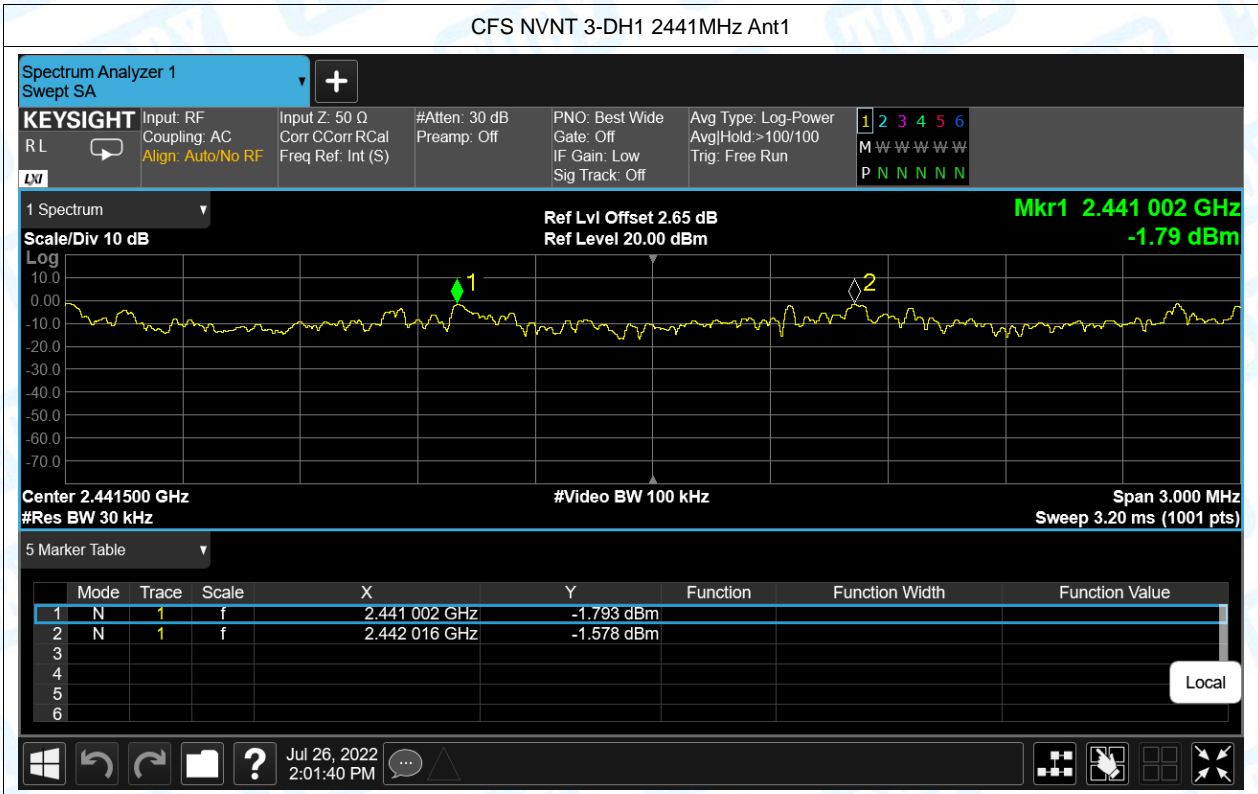 CFS NVNT 3-DH1 2441MHz Ant1
Spectrum Analyzer 1
Swept SA
KEYSIGHT
RL
LXI
Input: RF
Coupling: AC
Align: Auto/No RF
Input Z: 50 Ω
Corr CCorr RCal
Freq Ref: Int (S)
#Atten: 30 dB
Preamp: Off
PNO: Best Wide
Gate: Off
IF Gain: Low
Sig Track: Off
Avg Type: Log-Power
Avg|Hold:>100/100
Trig: Free Run
1 2 3 4 5 6
M W W W W W
P N N N N N
1 Spectrum
Scale/Div 10 dB
Ref Lvl Offset 2.65 dB
Ref Level 20.00 dBm
Mkr1 2.441 002 GHz
-1.79 dBm
Log
10.0
0.00
-10.0
-20.0
-30.0
-40.0
-50.0
-60.0
-70.0
1
2
Center 2.441500 GHz
#Video BW 100 kHz
Span 3.000 MHz
#Res BW 30 kHz
Sweep 3.20 ms (1001 pts)
5 Marker Table
Mode Trace Scale X Y Function Function Width Function Value
1 N 1 f 2.441 002 GHz -1.793 dBm
2 N 1 f 2.442 016 GHz -1.578 dBm
3
4
5
6
Local
?
Jul 26, 2022
2:01:40 PM